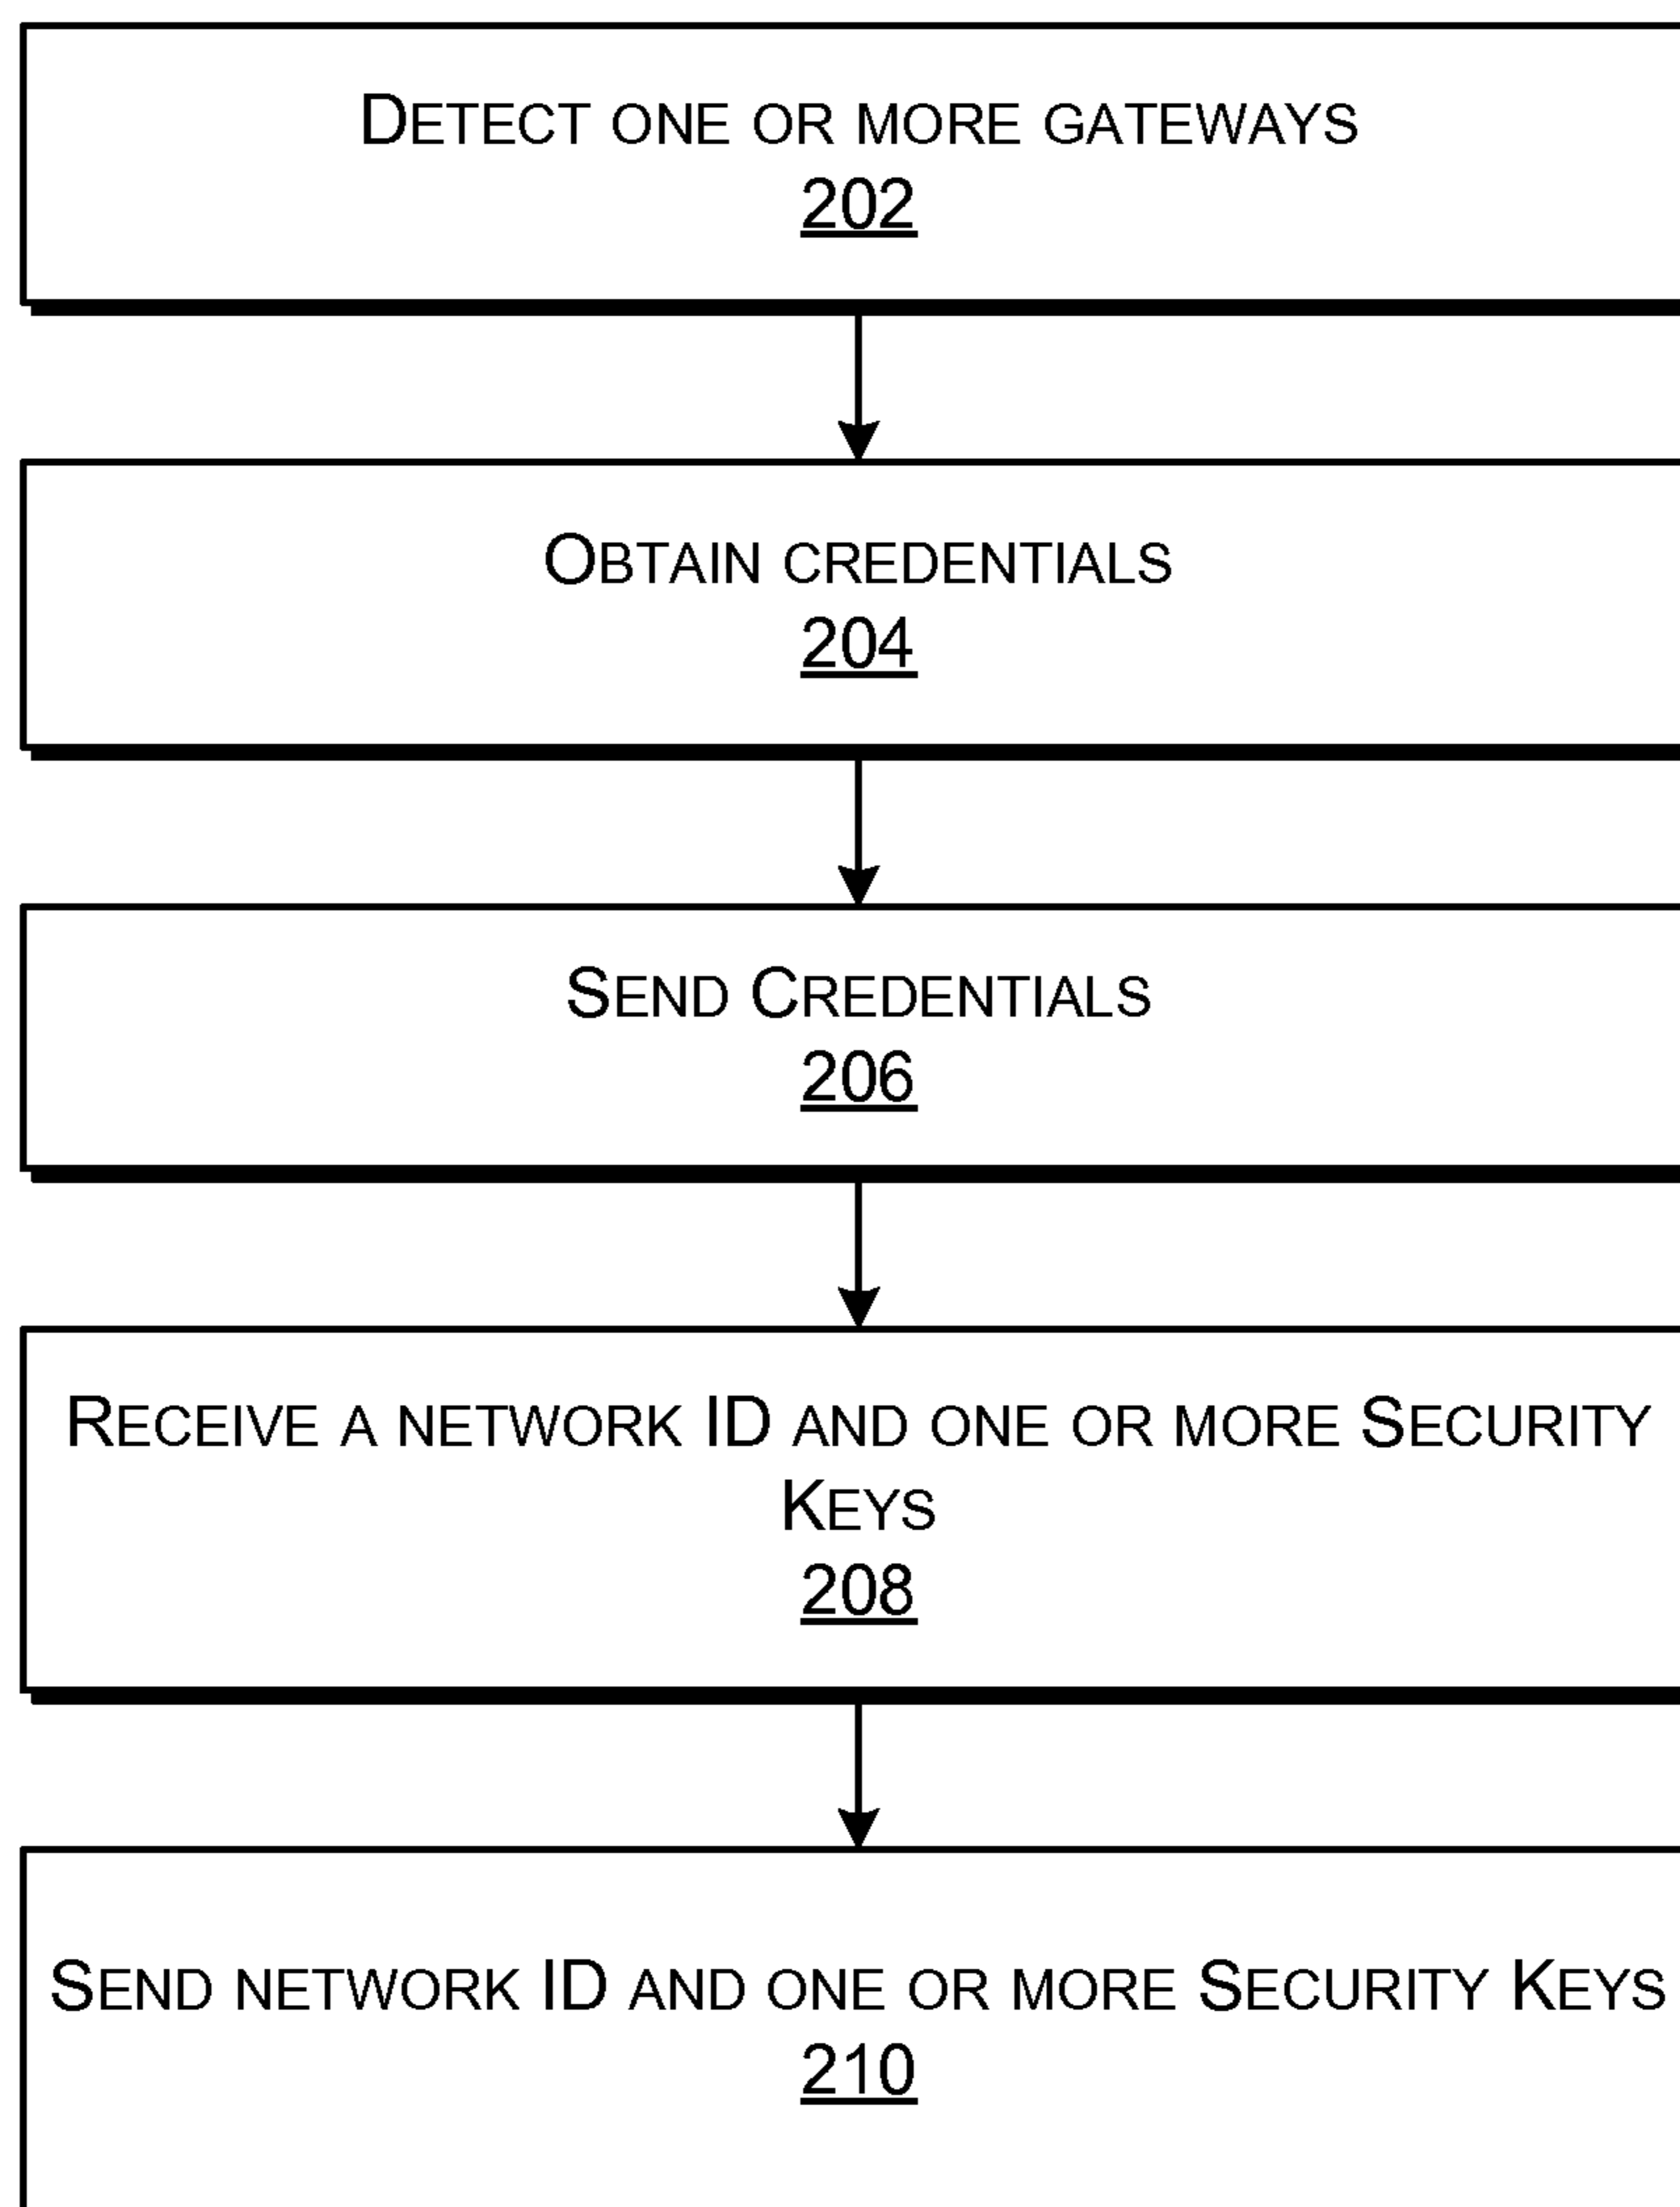 DETECT ONE OR MORE GATEWAYS
202
OBTAIN CREDENTIALS
204
SEND CREDENTIALS
206
RECEIVE A NETWORK ID AND ONE OR MORE SECURITY
KEYS
208
SEND NETWORK ID AND ONE OR MORE SECURITY KEYS
210